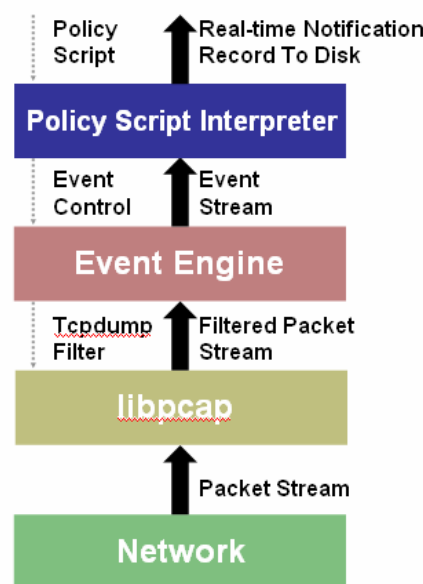 Policy
Script
Real-time Notification
Record To Disk
Policy Script Interpreter
Event
Control
Event
Stream
Event Engine
Tcpdump
Filter
Filtered Packet
Stream
libpcap
Packet Stream
Network